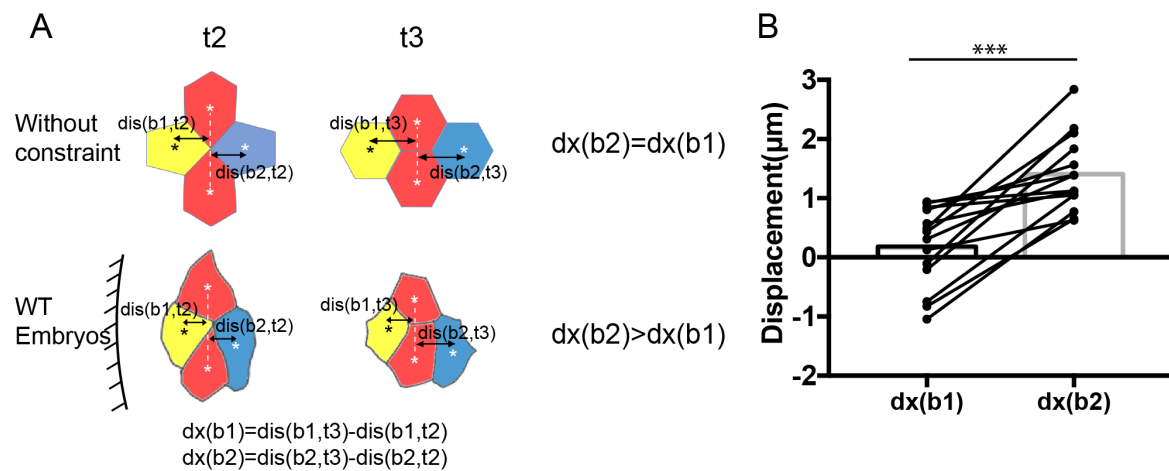 A
t2
t3
Without
constraint
dis(b1,t2)
dis(b2,t2)
dis(b1,t3)
dis(b2,t3)
dx(b2)=dx(b1)
WT
Embryos
dis(b1,t2)
dis(b2,t2)
dis(b1,t3)
dis(b2,t3)
dx(b2)>dx(b1)
dx(b1)=dis(b1,t3)-dis(b1,t2)
dx(b2)=dis(b2,t3)-dis(b2,t2)
B
***
Displacement(µm)
3
2
1
0
-1
-2
dx(b1)
dx(b2)